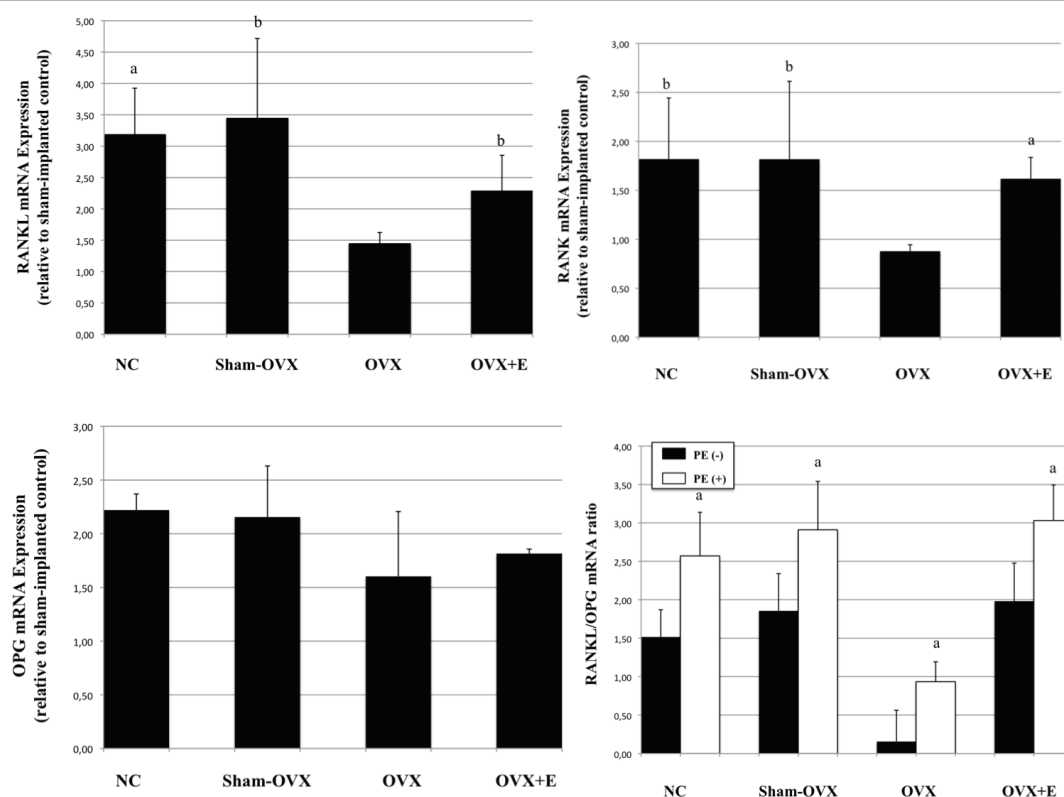 5,00
4,50
4,00
3,50
3,00
2,50
2,00
1,50
1,00
0,50
0,00
RANKL mRNA Expression
(relative to sham-implanted control)
a
b
b
NC Sham-OVX OVX OVX+E
3,00
2,50
2,00
1,50
1,00
0,50
0,00
RANK mRNA Expression
(relative to sham-implanted control)
b
b
a
NC Sham-OVX OVX OVX+E
3,00
2,50
2,00
1,50
1,00
0,50
0,00
OPG mRNA Expression
(relative to sham-implanted control)
NC Sham-OVX OVX OVX+E
4,00
3,50
3,00
2,50
2,00
1,50
1,00
0,50
0,00
RANKL/OPG mRNA ratio
PE (-)
PE (+)
a
a
a
a
NC Sham-OVX OVX OVX+E